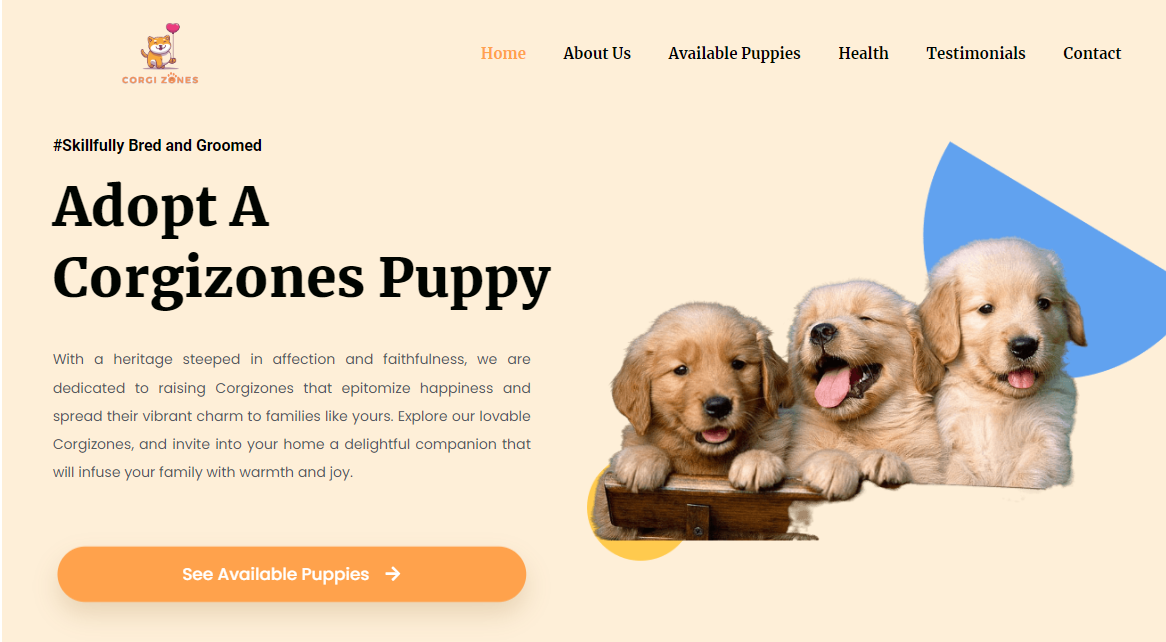 CORGI ZONES
Home About Us Available Puppies Health Testimonials Contact
#Skillfully Bred and Groomed
Adopt A
Corgizones Puppy
With a heritage steeped in affection and faithfulness, we are
dedicated to raising Corgizones that epitomize happiness and
spread their vibrant charm to families like yours. Explore our lovable
Corgizones, and invite into your home a delightful companion that
will infuse your family with warmth and joy.
See Available Puppies